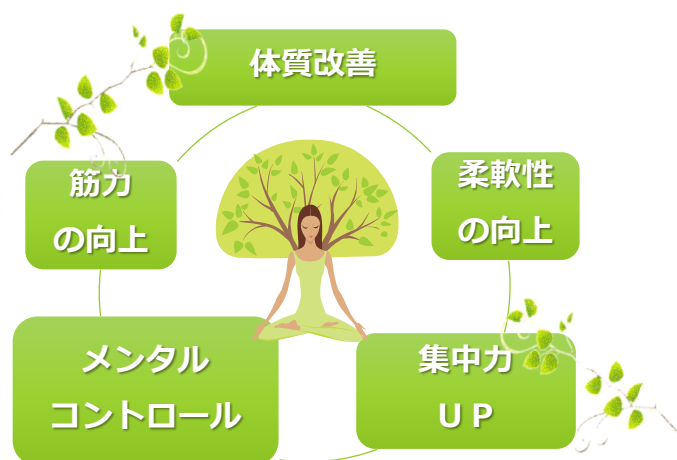 体質改善
筋力
の向上
柔軟性
の向上
メンタル
コントロール
集中力
ＵＰ